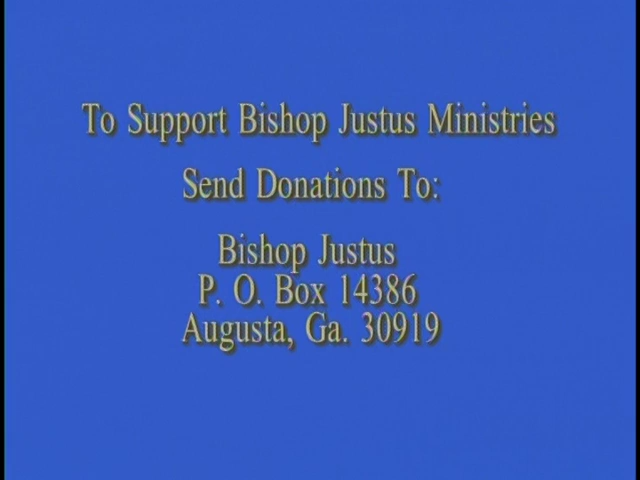 To Support Bishop Justus Ministries
Send Donations To:
Bishop Justus
P. O. Box 14386
Augusta, Ga. 30919